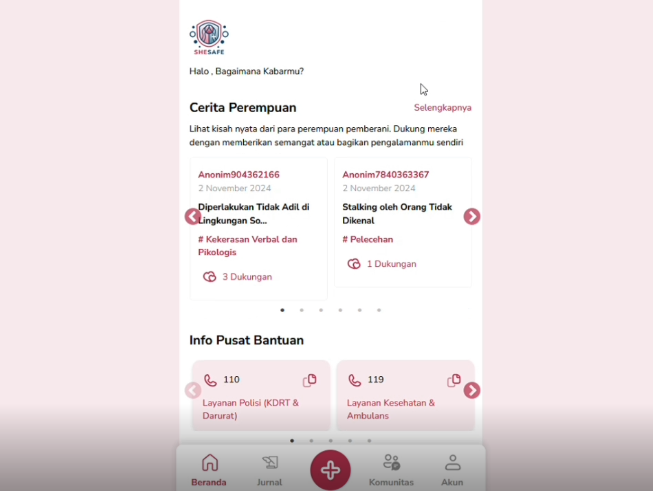 SHESAFE
Halo , Bagaimana Kabarmu?
Cerita Perempuan
Selengkapnya
Lihat kisah nyata dari para perempuan pemberani. Dukung mereka
dengan memberikan semangat atau bagikan pengalamanmu sendiri
Anonim904362166
2 November 2024
Diperlakukan Tidak Adil di
Lingkungan So...
# Kekerasan Verbal dan
Pikologis
3 Dukungan
Anonim7840363367
2 November 2024
Stalking oleh Orang Tidak
Dikenal
# Pelecehan
1 Dukungan
Info Pusat Bantuan
110
Layanan Polisi (KDRT &
Darurat)
119
Layanan Kesehatan &
Ambulans
Beranda
Jurnal
Komunitas
Akun